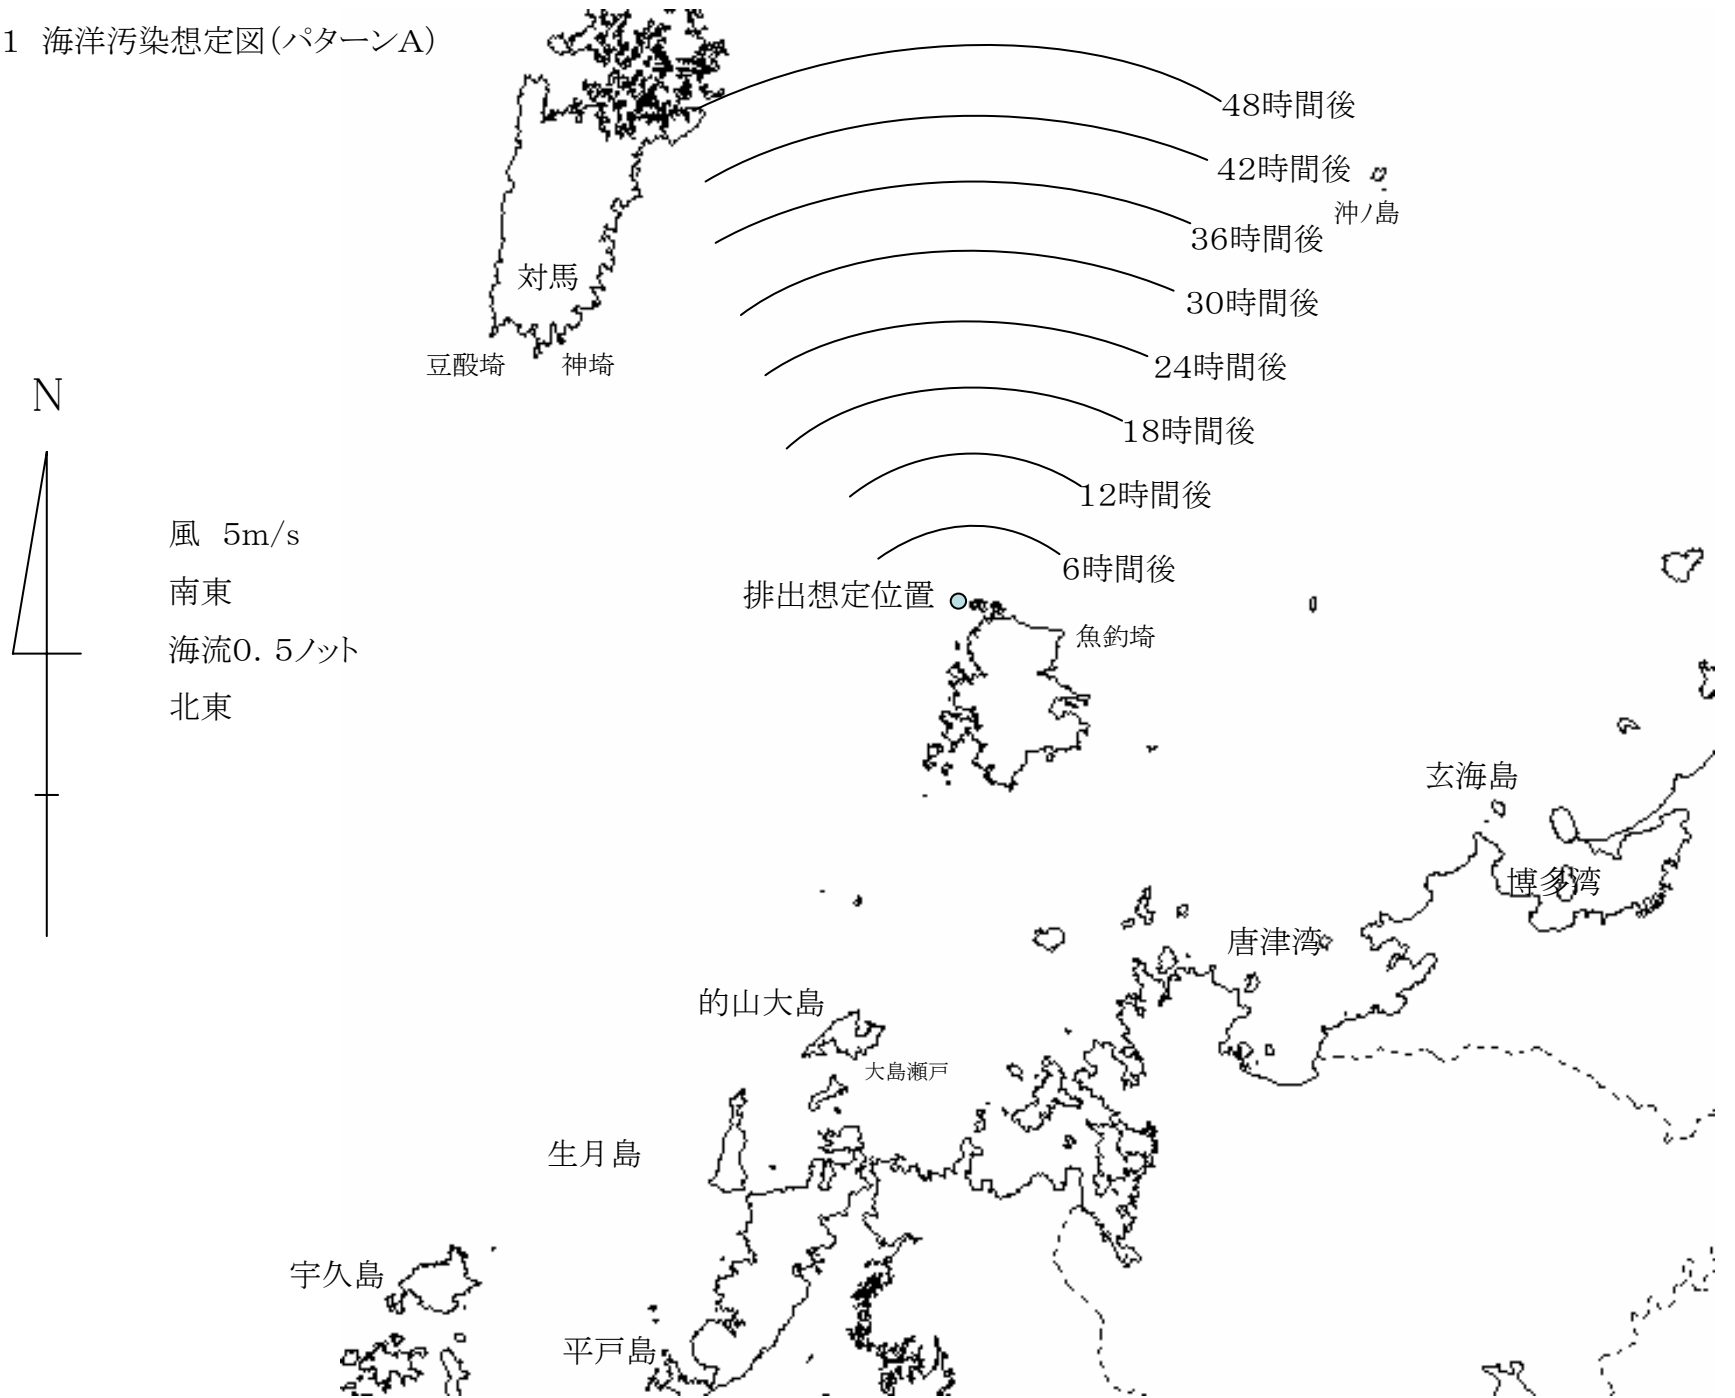 1 海洋汚染想定図(パターンA)
48時間後
42時間後
沖ノ島
36時間後
対馬
30時間後
豆酘埼
神埼
24時間後
N
18時間後
12時間後
風 5m/s
6時間後
南東
排出想定位置
魚釣埼
海流0.5ノット
北東
玄海島
博多湾
唐津湾
的山大島
大島瀬戸
生月島
宇久島
平戸島